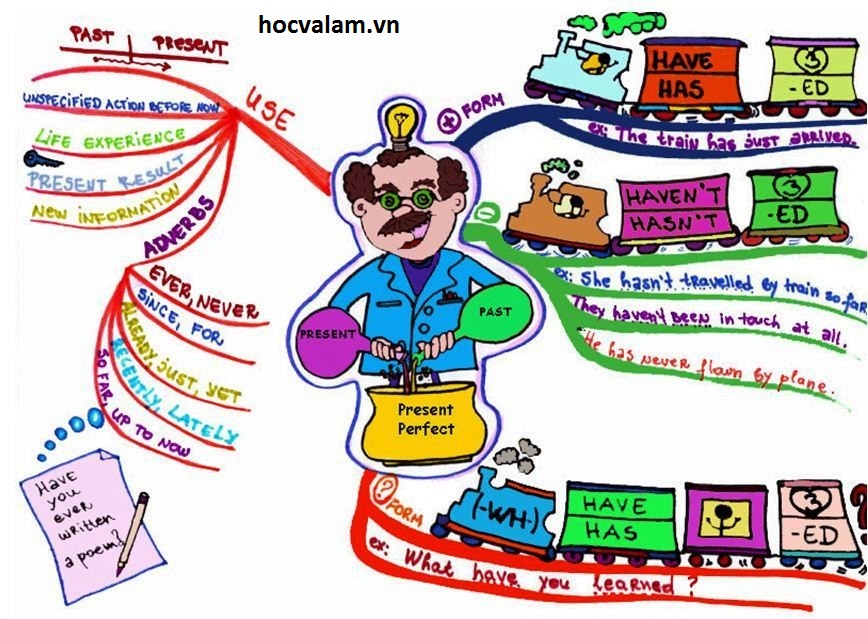 hocvalam.vn
PAST
PRESENT
USE
UNSPECIFIED ACTION BEFORE NOW
LIFE EXPERIENCE
PRESENT RESULT
NEW INFORMATION
ADVERBS
EVER, NEVER
SINCE, FOR
ALREADY, JUST, YET
RECENTLY, LATELY
SO FAR, UP TO NOW
Have
you
ever
written
a poem?
PRESENT
PAST
Present
Perfect
+ FORM
HAVE
HAS
3
-ED
ex: The train has just arrived.
-
HAVEN'T
HASN'T
3
-ED
ex: She hasn't travelled by train so far
They haven't BEEN in touch at all.
He has never flown by plane.
? FORM
(-WH-)
HAVE
HAS
3
-ED
?
ex: What have you learned?